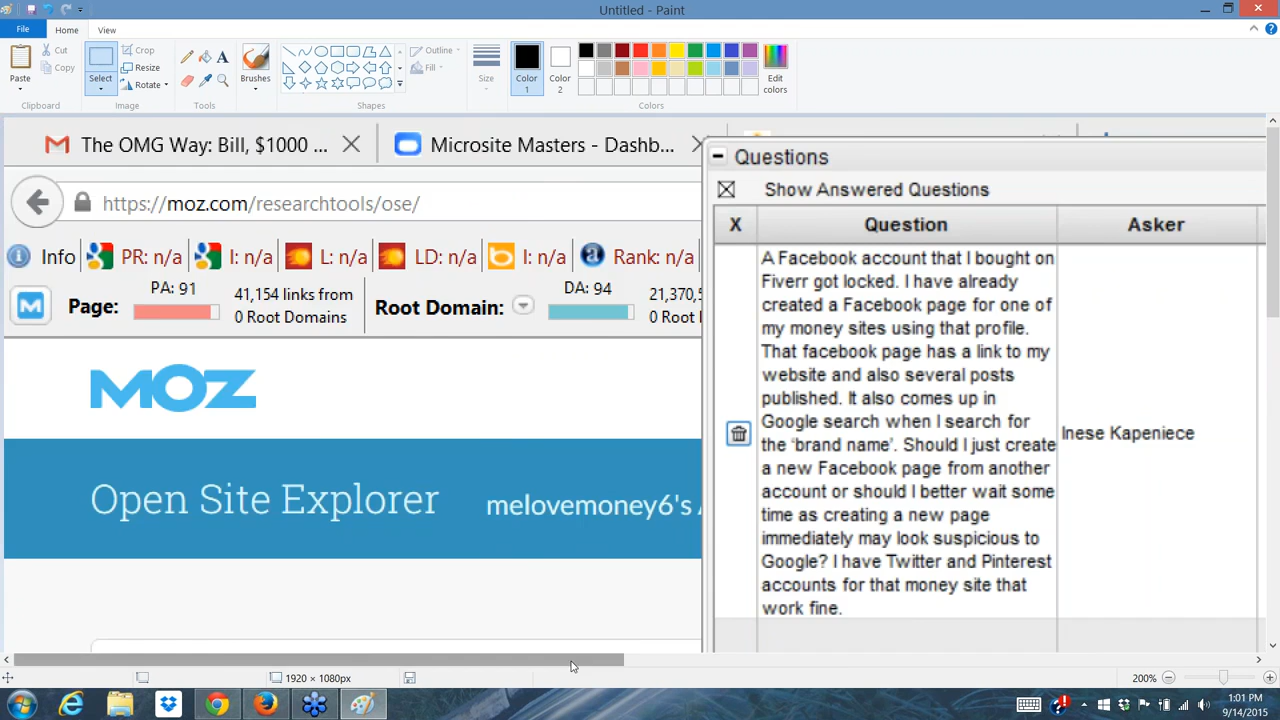 Untitled - Paint
File
Home
View
Paste
Cut
Copy
Clipboard
Select
Crop
Resize
Rotate
Image
Tools
Brushes
Shapes
Outline
Fill
Size
Color
1
Color
2
Colors
Edit
colors
The OMG Way: Bill, $1000 ...
Microsite Masters - Dashb...
https://moz.com/researchtools/ose/
Info
PR: n/a
I: n/a
L: n/a
LD: n/a
I: n/a
Rank: n/a
Page:
PA: 91
41,154 links from
0 Root Domains
Root Domain:
DA: 94
21,370,5
0 Root
MOZ
Open Site Explorer
melovemoney6's
Questions
Show Answered Questions
X
Question
Asker
A Facebook account that I bought on
Fiverr got locked. I have already
created a Facebook page for one of
my money sites using that profile.
That facebook page has a link to my
website and also several posts
published. It also comes up in
Google search when I search for
the ‘brand name’. Should I just create
a new Facebook page from another
account or should I better wait some
time as creating a new page
immediately may look suspicious to
Google? I have Twitter and Pinterest
accounts for that money site that
work fine.
Inese Kapeniece
1920 × 1080px
200%
1:01 PM
9/14/2015